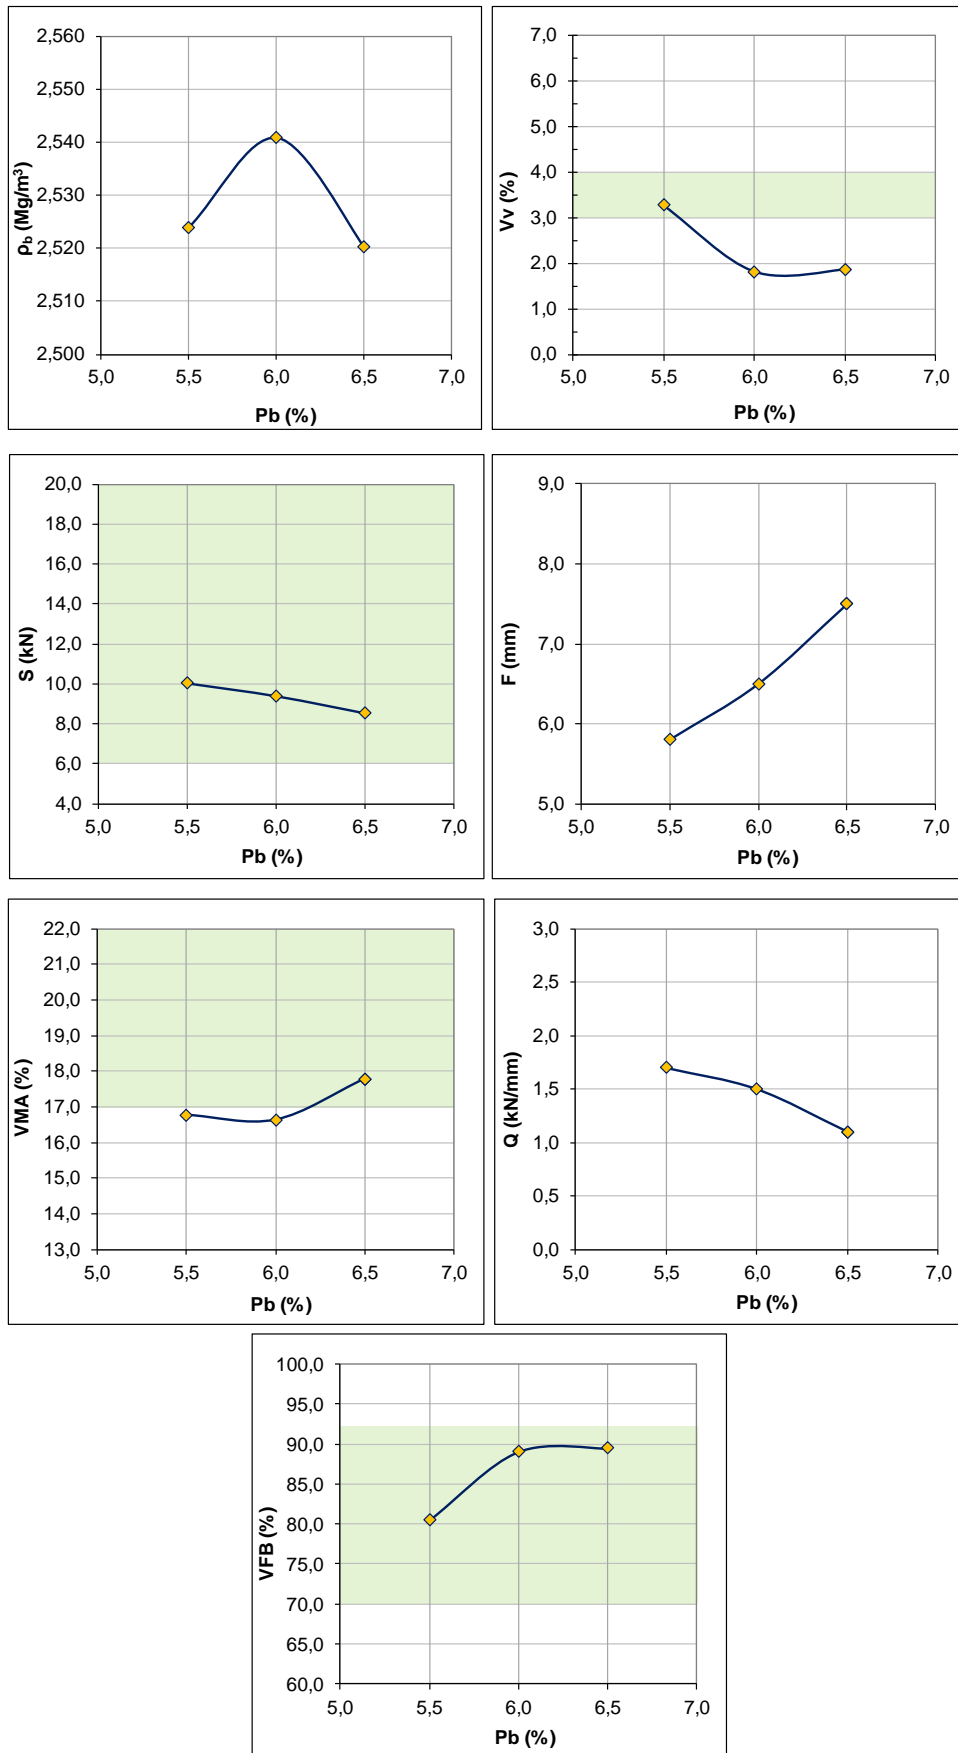 2,560
2,550
2,540
2,530
2,520
2,510
2,500
ρb (Mg/m³)
5,0 5,5 6,0 6,5 7,0
Pb (%)
7,0
6,0
5,0
4,0
3,0
2,0
1,0
0,0
Vv (%)
5,0 5,5 6,0 6,5 7,0
Pb (%)
20,0
18,0
16,0
14,0
12,0
10,0
8,0
6,0
4,0
S (kN)
5,0 5,5 6,0 6,5 7,0
Pb (%)
9,0
8,0
7,0
6,0
5,0
F (mm)
5,0 5,5 6,0 6,5 7,0
Pb (%)
22,0
21,0
20,0
19,0
18,0
17,0
16,0
15,0
14,0
13,0
VMA (%)
5,0 5,5 6,0 6,5 7,0
Pb (%)
3,0
2,5
2,0
1,5
1,0
0,5
0,0
Q (kN/mm)
5,0 5,5 6,0 6,5 7,0
Pb (%)
100,0
95,0
90,0
85,0
80,0
75,0
70,0
65,0
60,0
VFB (%)
5,0 5,5 6,0 6,5 7,0
Pb (%)